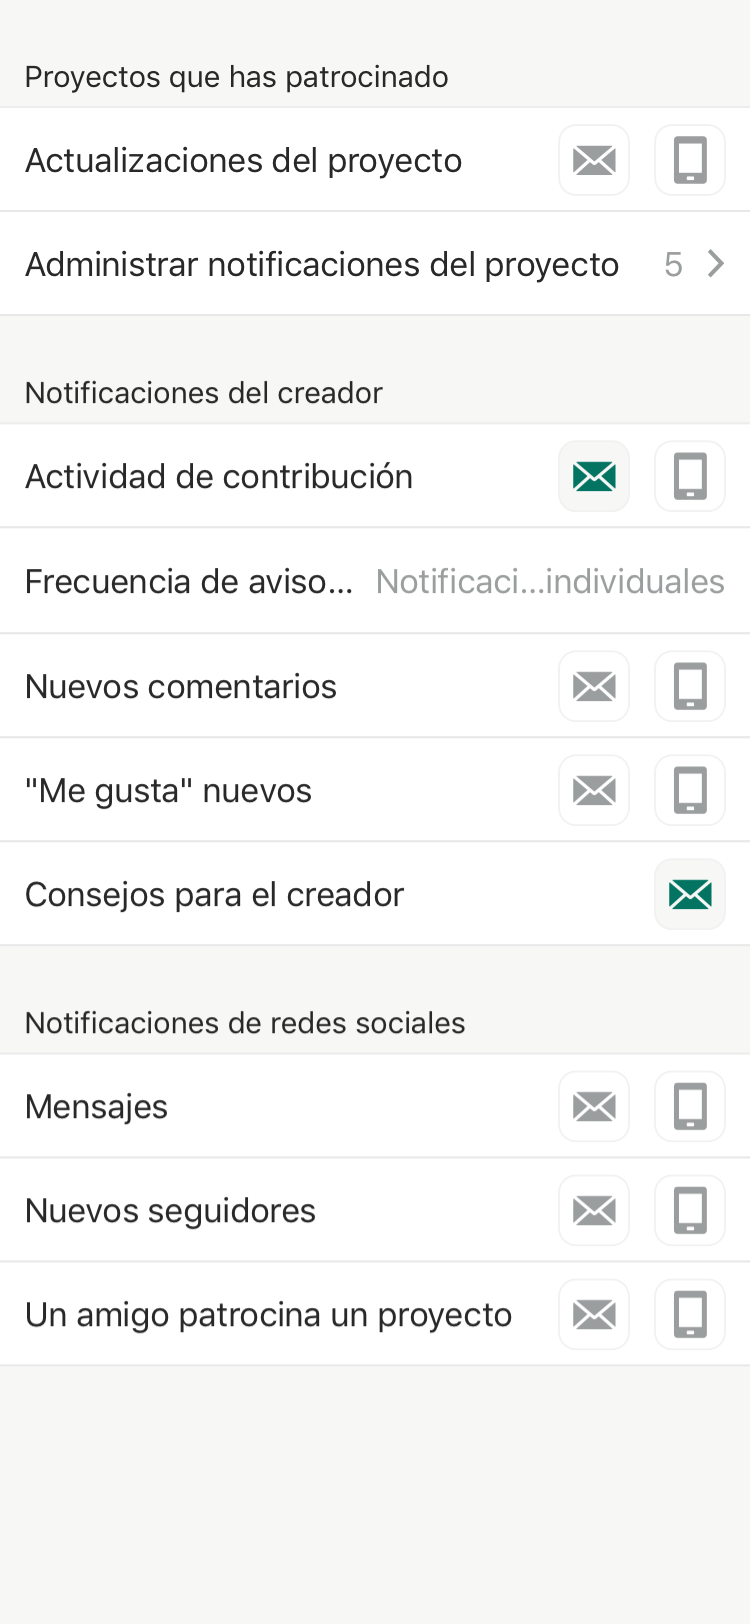 Proyectos que has patrocinado
Actualizaciones del proyecto
Administrar notificaciones del proyecto 5
Notificaciones del creador
Actividad de contribución
Frecuencia de aviso... Notificaci...individuales
Nuevos comentarios
"Me gusta" nuevos
Consejos para el creador
Notificaciones de redes sociales
Mensajes
Nuevos seguidores
Un amigo patrocina un proyecto